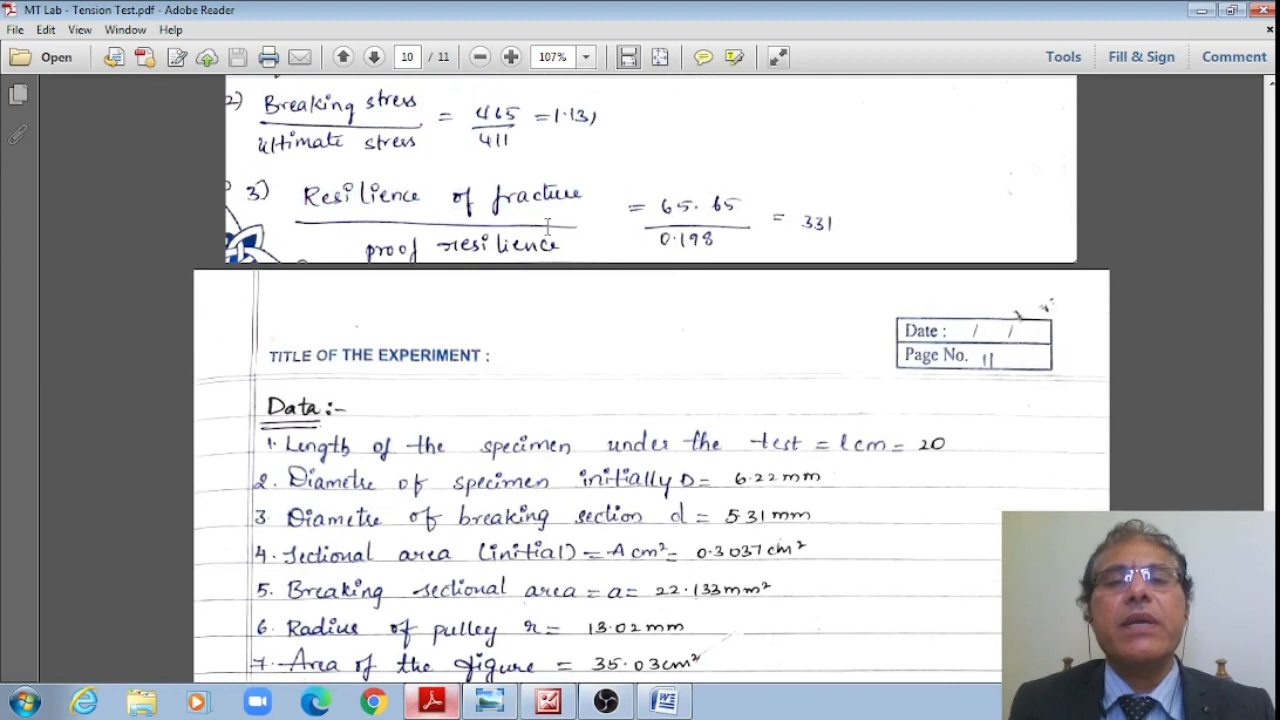 MT Lab - Tension Test.pdf - Adobe Reader
File Edit View Window Help
Open 10 / 11 107% Tools Fill & Sign Comment
2) Breaking stress / ultimate stress = 465 / 411 = 1.131
3) Resilience of fracture / proof resilience = 65.65 / 0.198 = 331
Date : / /
Page No. 11
TITLE OF THE EXPERIMENT :
Data :-
1. Length of the specimen under the test = l cm = 20
2. Diametre of specimen initially D = 6.22 mm
3. Diametre of breaking section d = 5.31 mm
4. Sectional area (initial) = A cm² = 0.3037 cm²
5. Breaking sectional area = a = 22.133 mm²
6. Radius of pulley r = 13.02 mm
7. Area of the figure = 35.03 cm²